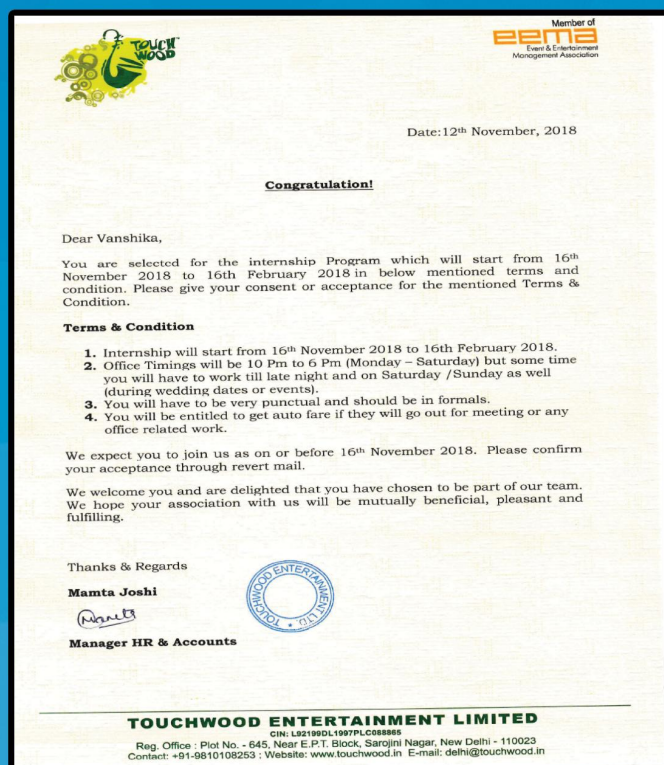 TOUCH
WOOD
Member of
eema
Event & Entertainment
Management Association
Date:12th November, 2018
Congratulation!
Dear Vanshika,
You are selected for the internship Program which will start from 16th
November 2018 to 16th February 2018 in below mentioned terms and
condition. Please give your consent or acceptance for the mentioned Terms &
Condition.
Terms & Condition
1. Internship will start from 16th November 2018 to 16th February 2018.
2. Office Timings will be 10 Pm to 6 Pm (Monday – Saturday) but some time
you will have to work till late night and on Saturday /Sunday as well
(during wedding dates or events).
3. You will have to be very punctual and should be in formals.
4. You will be entitled to get auto fare if they will go out for meeting or any
office related work.
We expect you to join us as on or before 16th November 2018. Please confirm
your acceptance through revert mail.
We welcome you and are delighted that you have chosen to be part of our team.
We hope your association with us will be mutually beneficial, pleasant and
fulfilling.
Thanks & Regards
Mamta Joshi
Mamta
Manager HR & Accounts
TOUCHWOOD ENTERTAINMENT LTD.
TOUCHWOOD ENTERTAINMENT LIMITED
CIN: L92199DL1997PLC088865
Reg. Office : Plot No. - 645, Near E.P.T. Block, Sarojini Nagar, New Delhi - 110023
Contact: +91-9810108253 : Website: www.touchwood.in E-mail: delhi@touchwood.in